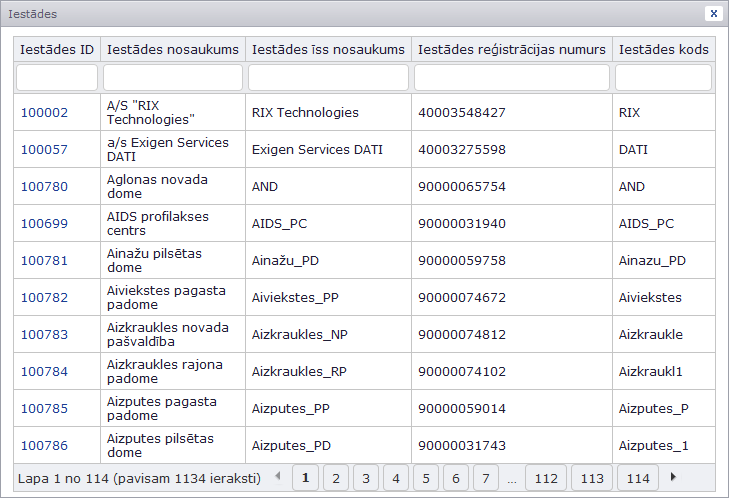 Iestādes x
Iestādes ID Iestādes nosaukums Iestādes īss nosaukums Iestādes reģistrācijas numurs Iestādes kods
100002 A/S "RIX Technologies" RIX Technologies 40003548427 RIX
100057 a/s Exigen Services DATI Exigen Services DATI 40003275598 DATI
100780 Aglonas novada dome AND 90000065754 AND
100699 AIDS profilakses centrs AIDS_PC 90000031940 AIDS_PC
100781 Ainažu pilsētas dome Ainažu_PD 90000059758 Ainazu_PD
100782 Aiviekstes pagasta padome Aiviekstes_PP 90000074672 Aiviekstes
100783 Aizkraukles novada pašvaldība Aizkraukles_NP 90000074812 Aizkraukle
100784 Aizkraukles rajona padome Aizkraukles_RP 90000074102 Aizkraukl1
100785 Aizputes pagasta padome Aizputes_PP 90000059014 Aizputes_P
100786 Aizputes pilsētas dome Aizputes_PD 90000031743 Aizputes_1
Lapa 1 no 114 (pavisam 1134 ieraksti) 1 2 3 4 5 6 7 ... 112 113 114